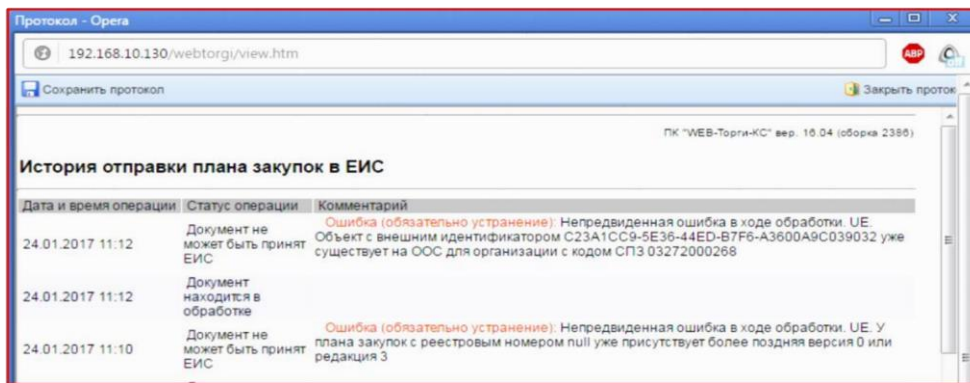 Протокол - Opera
192.168.10.130/webtorgi/view.htm
ABP
Сохранить протокол
Закрыть проток
ПК "WEB-Торги-КС" вер. 16.04 (сборка 2386)
История отправки плана закупок в ЕИС
Дата и время операции Статус операции Комментарий
24.01.2017 11:12
Документ не
может быть принят
ЕИС
Ошибка (обязательно устранение): Непредвиденная ошибка в ходе обработки. UE.
Объект с внешним идентификатором C23A1CC9-5E36-44ED-B7F6-A3600A9C039032 уже
существует на ООС для организации с кодом СПЗ 03272000268
24.01.2017 11:12
Документ
находится в
обработке
24.01.2017 11:10
Документ не
может быть принят
ЕИС
Ошибка (обязательно устранение): Непредвиденная ошибка в ходе обработки. UE. У
плана закупок с реестровым номером null уже присутствует более поздняя версия 0 или
редакция 3